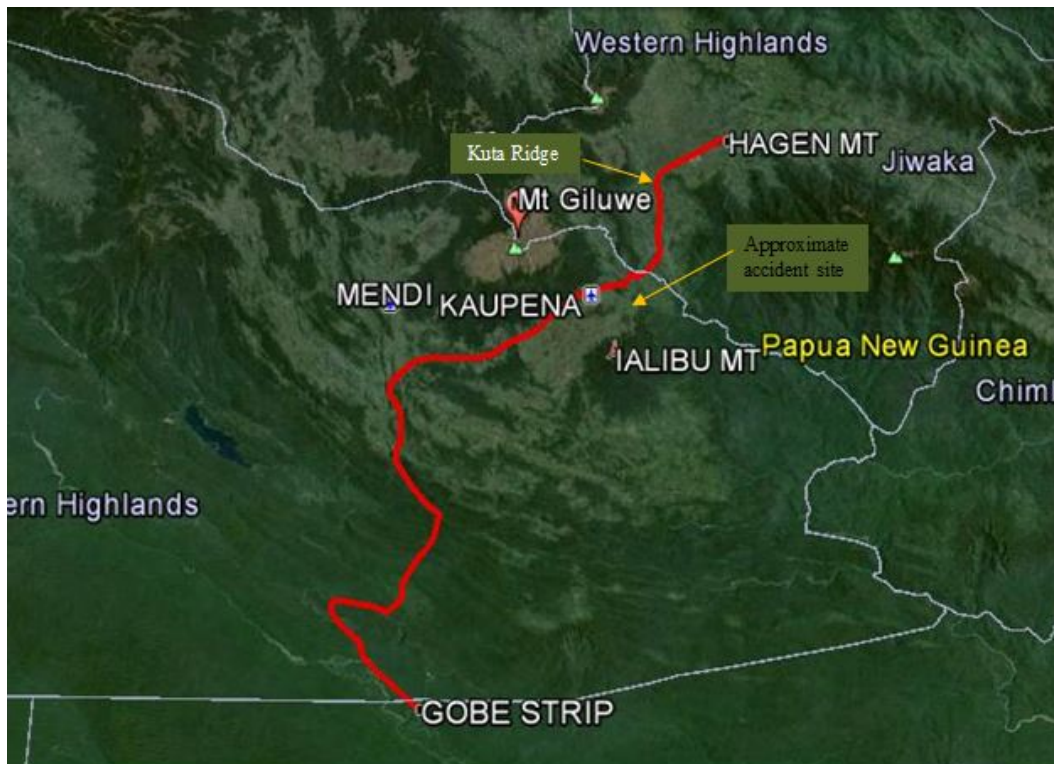 Western Highlands
Kuta Ridge
HAGEN MT
Jiwaka
Mt Giluwe
Approximate
accident site
MENDI
KAUPENA
IALIBU MT
Papua New Guinea
Chim
ern Highlands
GOBE STRIP